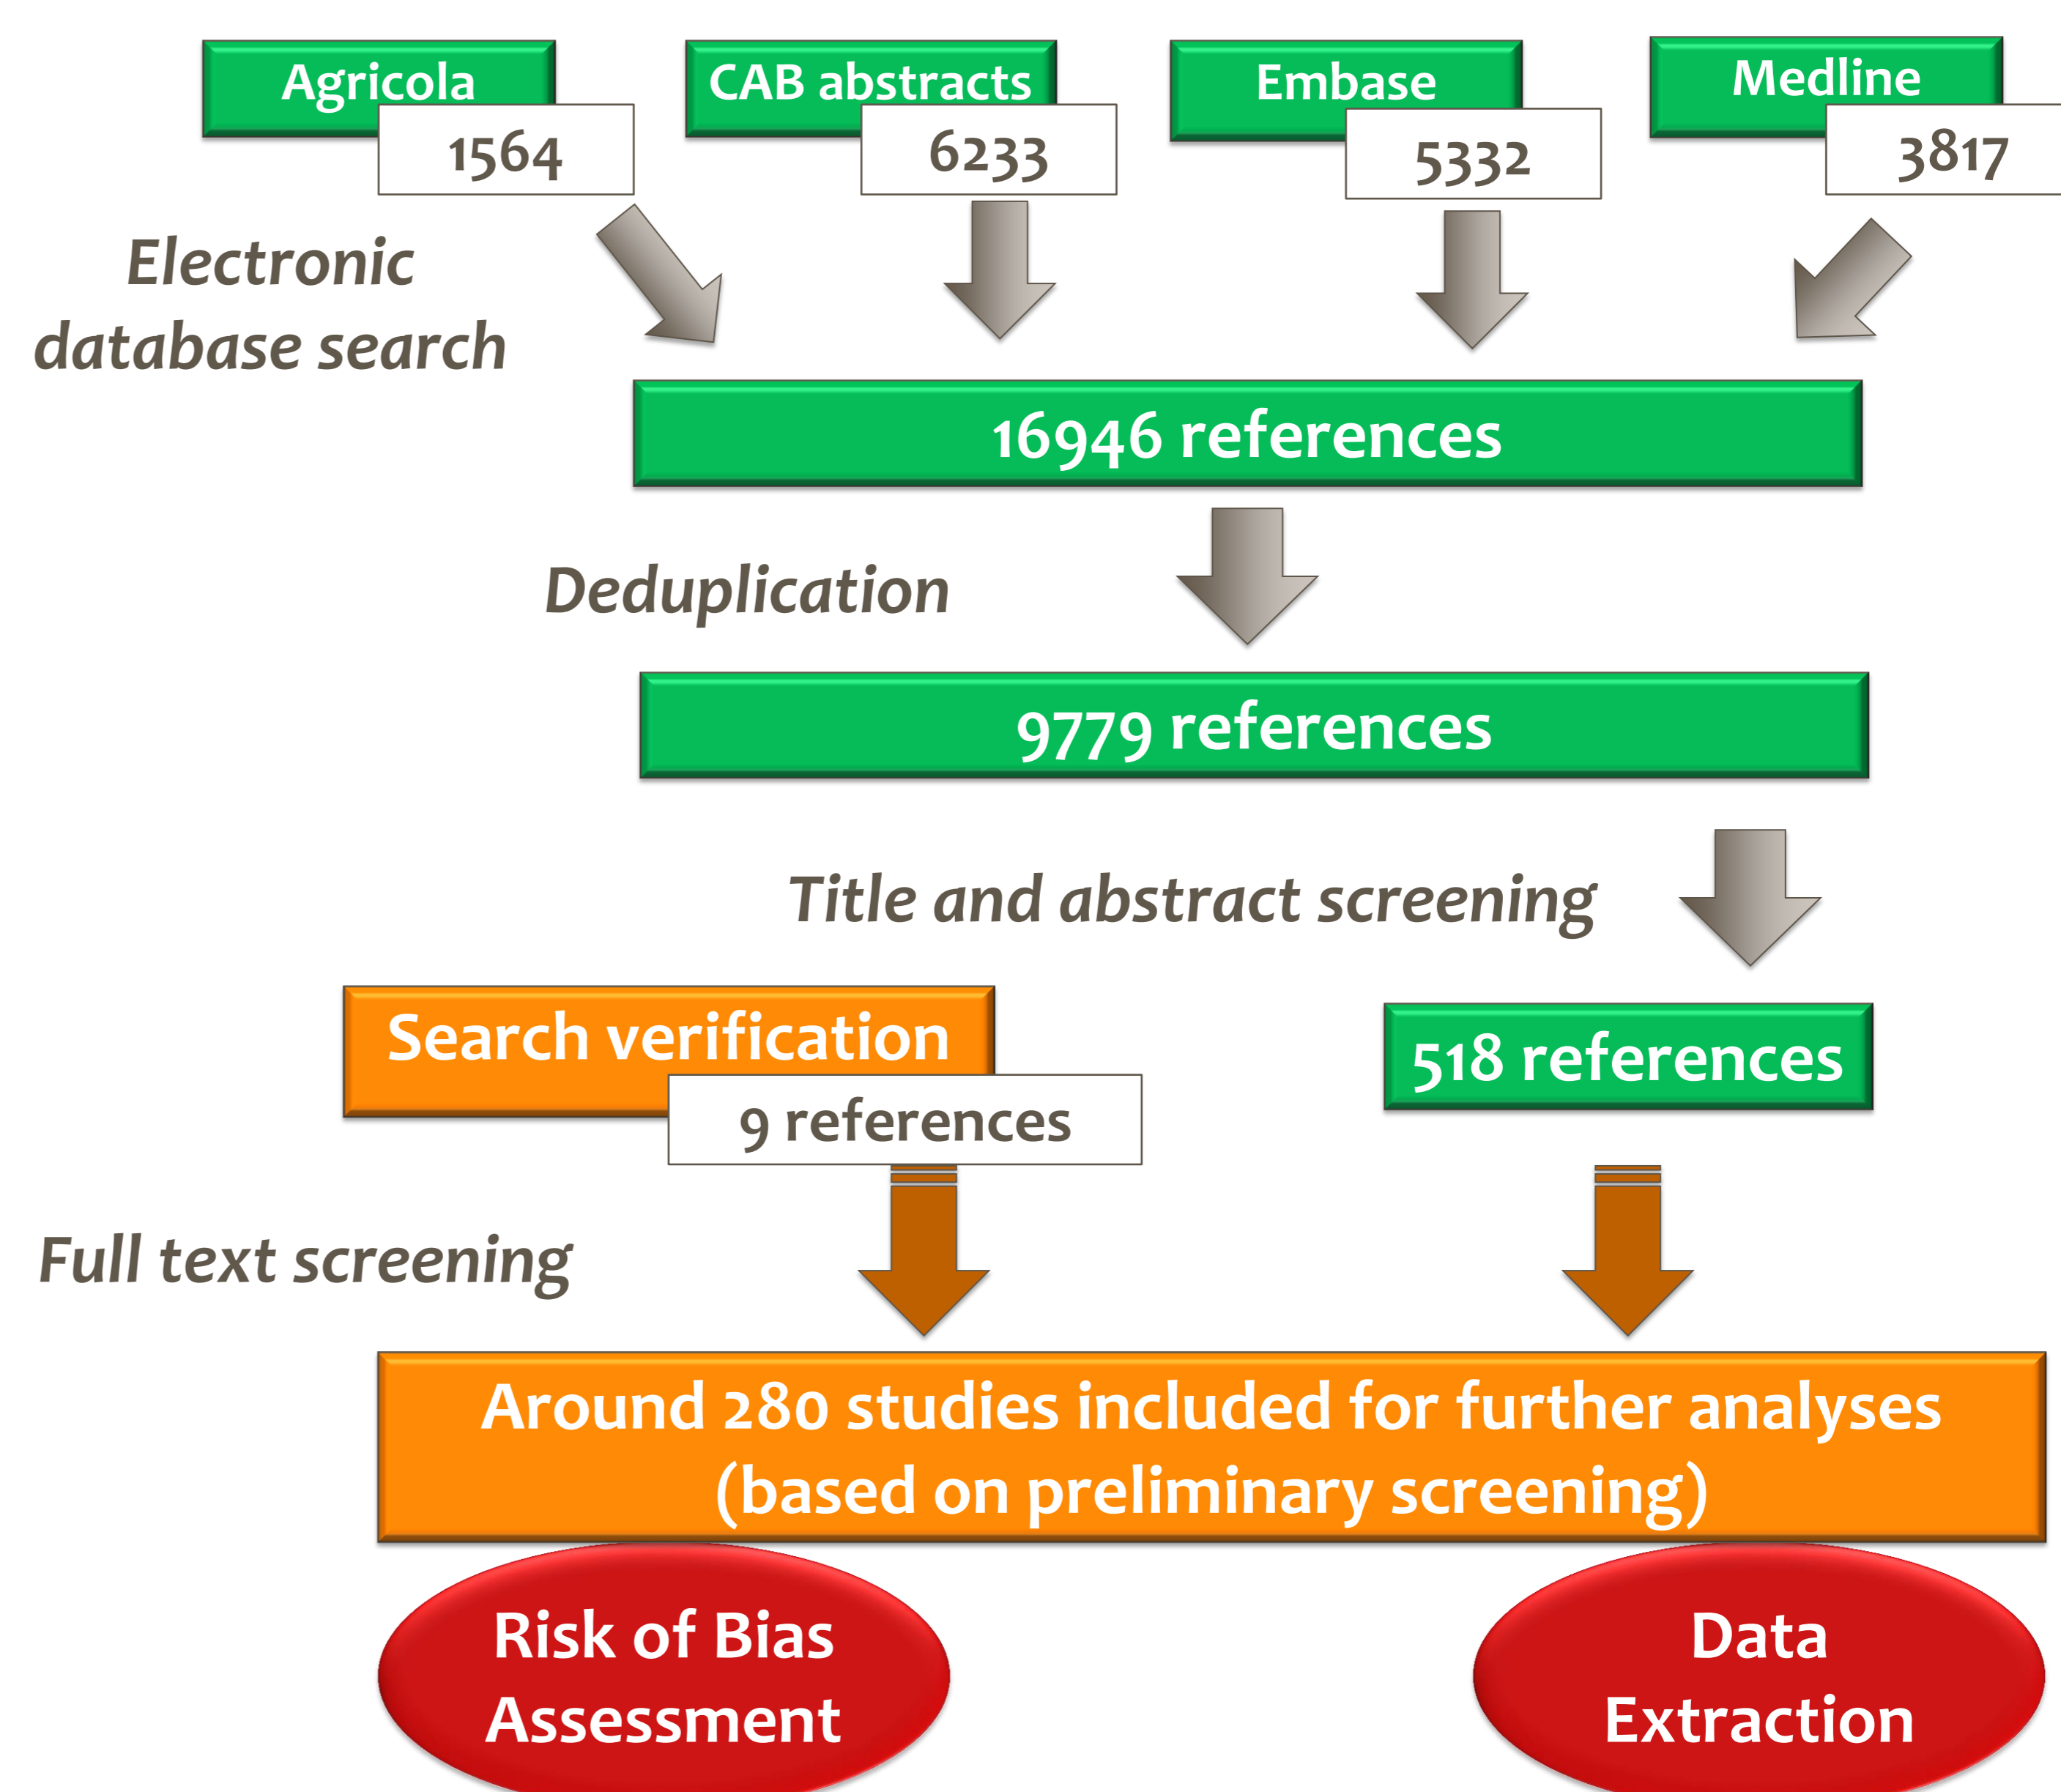 Agricola
1564
CAB abstracts
6233
Embase
5332
Medline
3817
Electronic
database search
16946 references
Deduplication
9779 references
Title and abstract screening
Search verification
9 references
518 references
Full text screening
Around 280 studies included for further analyses
(based on preliminary screening)
Risk of Bias
Assessment
Data
Extraction